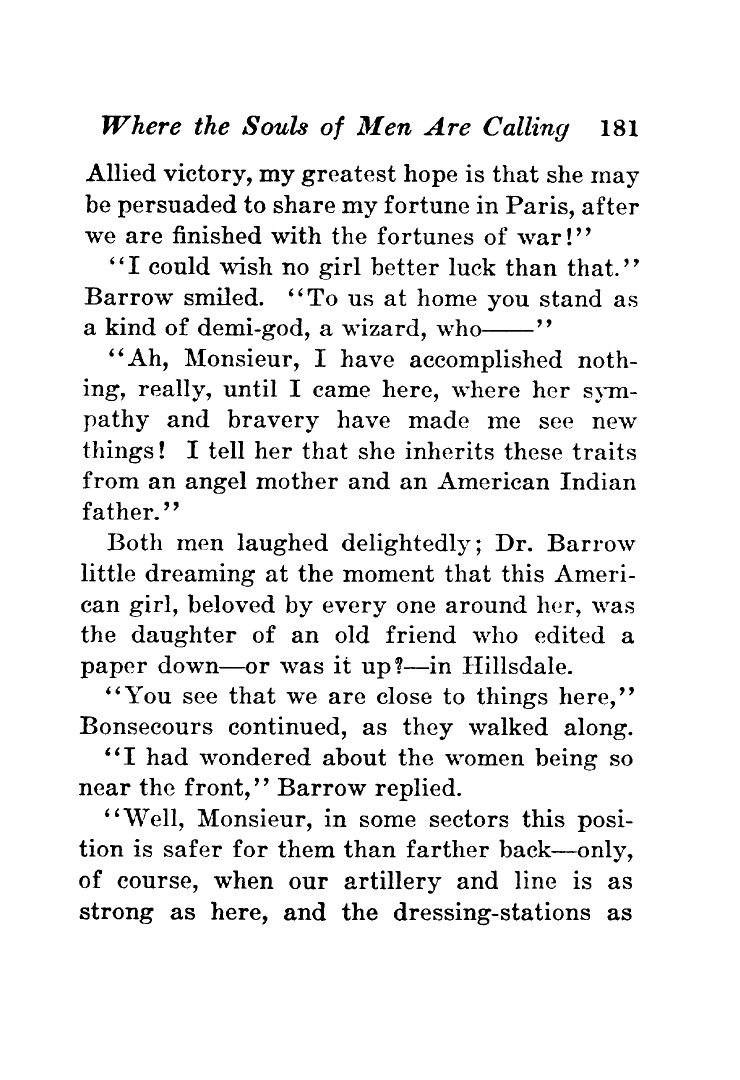 Where the Souls of Men Are Calling 181
Allied victory, my greatest hope is that she may
be persuaded to share my fortune in Paris, after
we are finished with the fortunes of war!''
``I could wish no girl better luck than that.''
Barrow smiled. ``To us at home you stand as
a kind of demi-god, a wizard, who——''
``Ah, Monsieur, I have accomplished noth-
ing, really, until I came here, where her sym-
pathy and bravery have made me see new
things! I tell her that she inherits these traits
from an angel mother and an American Indian
father.''
Both men laughed delightedly; Dr. Barrow
little dreaming at the moment that this Ameri-
can girl, beloved by every one around her, was
the daughter of an old friend who edited a
paper down—or was it up?—in Hillsdale.
``You see that we are close to things here,''
Bonsecours continued, as they walked along.
``I had wondered about the women being so
near the front,'' Barrow replied.
``Well, Monsieur, in some sectors this posi-
tion is safer for them than farther back—only,
of course, when our artillery and line is as
strong as here, and the dressing-stations as